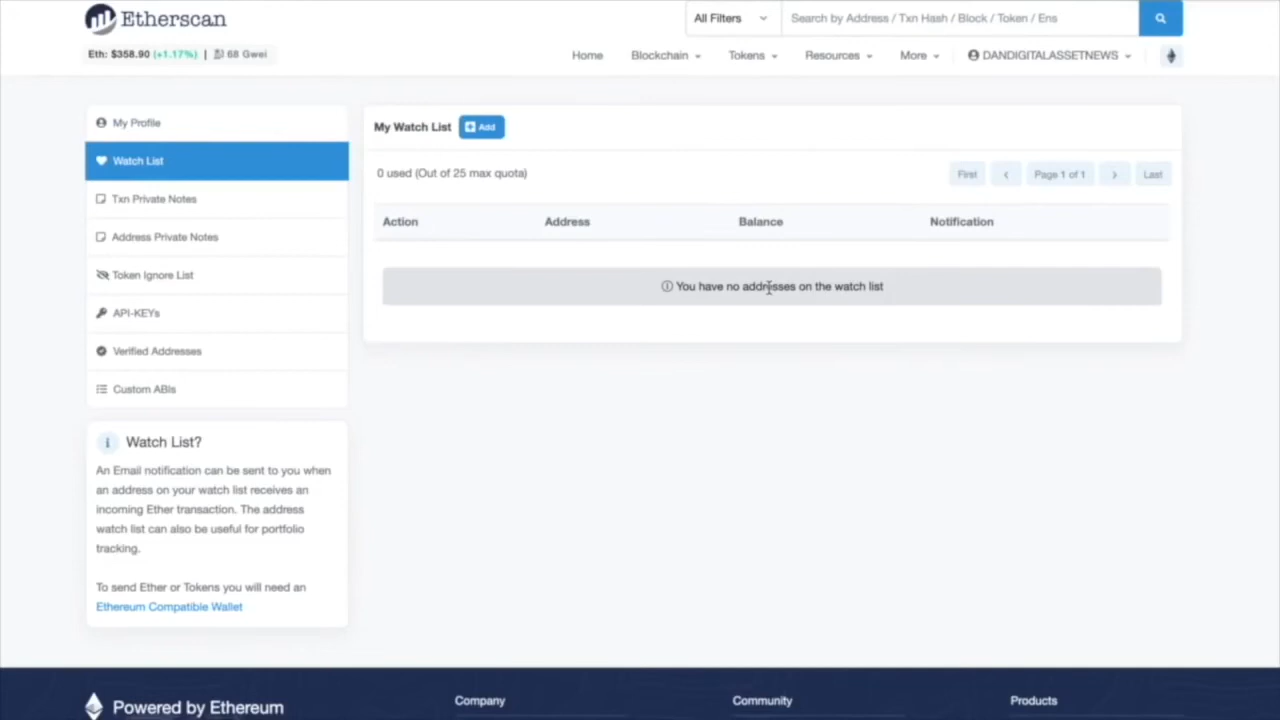 Etherscan
All Filters
Search by Address / Txn Hash / Block / Token / Ens
Eth: $358.90 (+1.17%) | 68 Gwei
Home Blockchain Tokens Resources More DANDIGITALASSETNEWS
My Profile
Watch List
Txn Private Notes
Address Private Notes
Token Ignore List
API-KEYs
Verified Addresses
Custom ABIs
Watch List?
An Email notification can be sent to you when
an address on your watch list receives an
incoming Ether transaction. The address
watch list can also be useful for portfolio
tracking.
To send Ether or Tokens you will need an
Ethereum Compatible Wallet
My Watch List Add
0 used (Out of 25 max quota)
First < Page 1 of 1 > Last
Action Address Balance Notification
You have no addresses on the watch list
Powered by Ethereum
Company
Community
Products